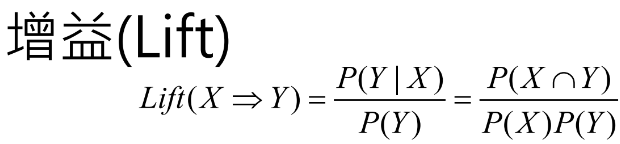 增益(Lift)
Lift(X ⇒ Y) = P(Y | X) / P(Y) = P(X ∩ Y) / P(X)P(Y)